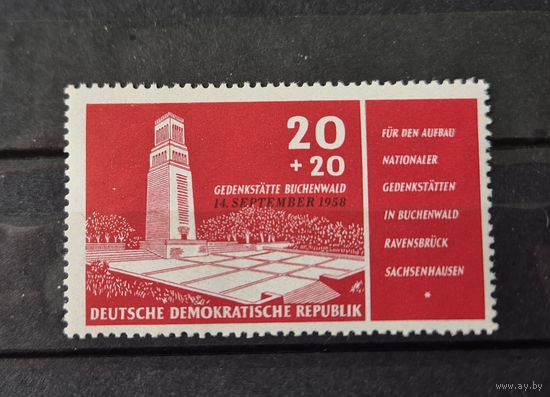 20
+ 20
GEDENKSTÄTTE BUCHENWALD
14. SEPTEMBER 1958
DEUTSCHE DEMOKRATISCHE REPUBLIK
FÜR DEN AUFBAU
NATIONALER
GEDENKSTÄTTEN
IN BUCHENWALD
RAVENSBRÜCK
SACHSENHAUSEN
*
www.ay.by